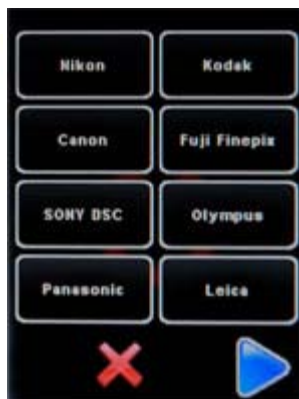 Nikon Kodak
Canon Fuji Finepix
SONY DSC Olympus
Panasonic Leica